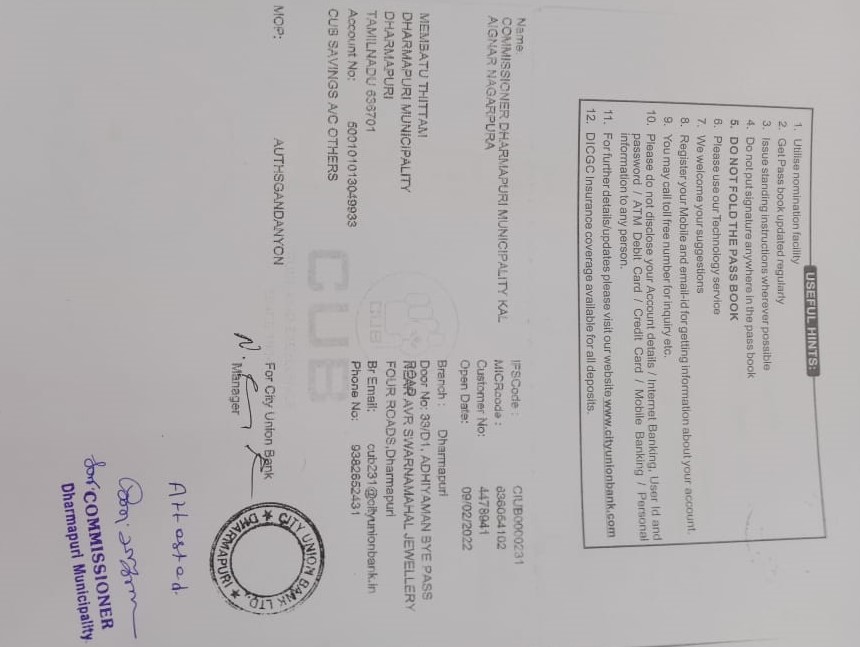 USEFUL HINTS:
1. Utilise nomination facility
2. Get Pass book updated regularly
3. Issue standing instructions wherever possible
4. Do not put signature anywhere in the pass book
5. DO NOT FOLD THE PASS BOOK
6. Please use our Technology service
7. We welcome your suggestions
8. Register your Mobile and email-id for getting information about your account.
9. You may call toll free number for inquiry etc.
10. Please do not disclose your Account details / Internet Banking, User Id and
password / ATM Debit Card / Credit Card / Mobile Banking / Personal
information to any person.
11. For further details/updates please visit our website www.cityunionbank.com
12. DICGC Insurance coverage available for all deposits.
Name
COMMISSIONER DHARMAPURI MUNICIPALITY KAL
AIGNAR NAGARPURA
MEMBATU THITTAM
DHARMAPURI MUNICIPALITY
DHARMAPURI
TAMILNADU 636701
Account No: 500101013049933
CUB SAVINGS A/C OTHERS
MOP: AUTHSGANDANYON
IFSCode : CIUB0000231
MICRcode : 636054102
Customer No: 4478941
Open Date: 09/02/2022
Branch : Dharmapuri
Door No: 33/D1, ADHIYAMAN BYE PASS
ROAD
NEAR AVR SWARNAMAHAL JEWELLERY
FOUR ROADS,Dharmapuri
Br Email: cub231@cityunionbank.in
Phone No: 9382652431
CUB
CUB
For City Union Bank
Manager
CITY UNION BANK LTD.
★ DHARMAPURI ★
Attested.
for COMMISSIONER
Dharmapuri Municipality